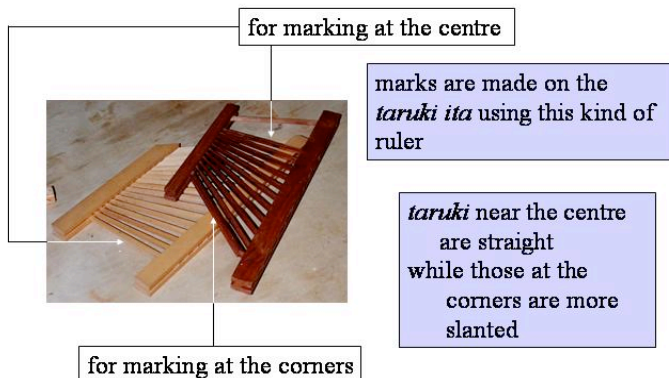 for marking at the centre
marks are made on the
taruki ita using this kind of
ruler
taruki near the centre
are straight
while those at the
corners are more
slanted
for marking at the corners